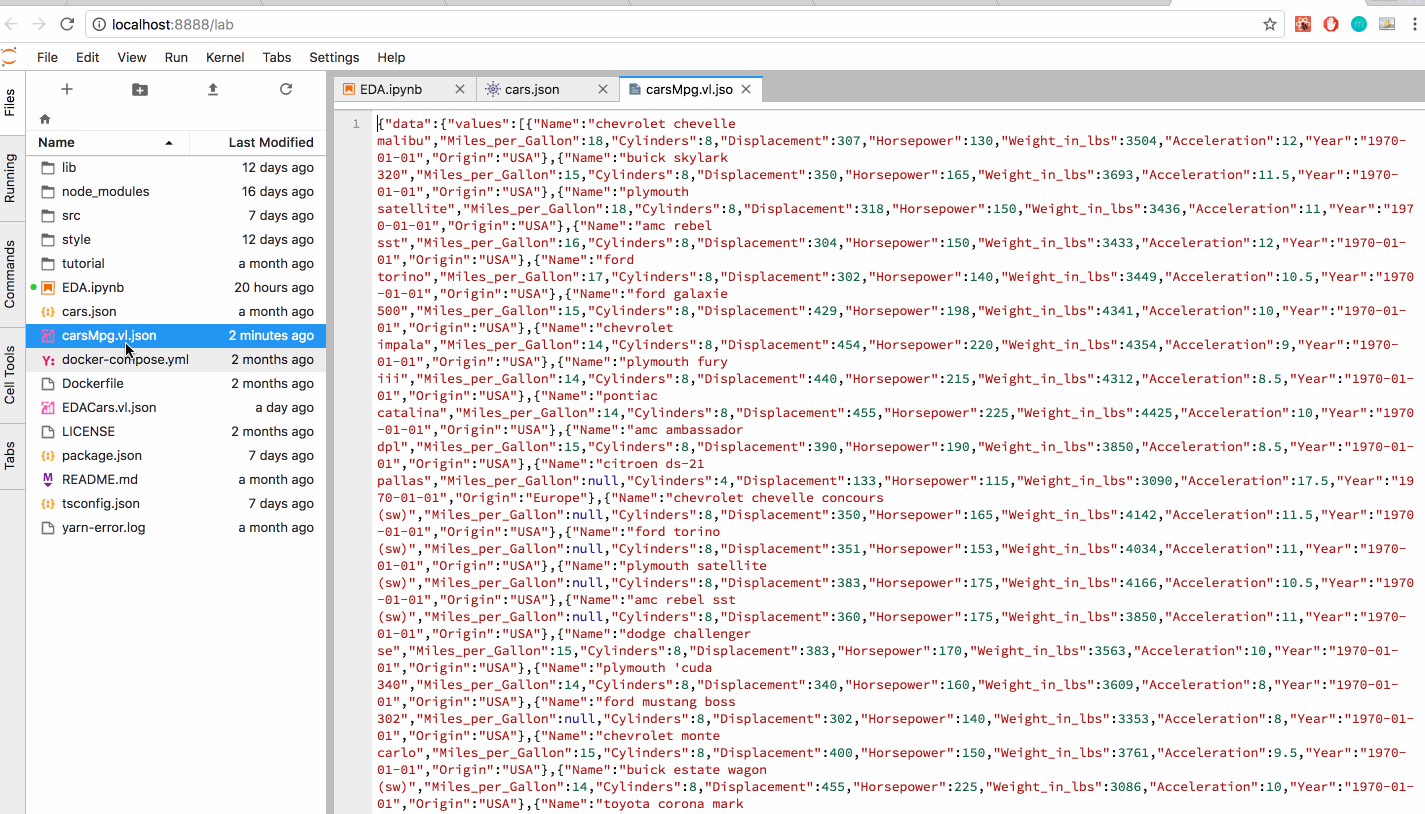 localhost:8888/lab
File Edit View Run Kernel Tabs Settings Help
Files
Running
Commands
Cell Tools
Tabs
Name Last Modified
lib 12 days ago
node_modules 16 days ago
src 7 days ago
style 12 days ago
tutorial a month ago
EDA.ipynb 20 hours ago
cars.json a month ago
carsMpg.vl.json 2 minutes ago
docker-compose.yml 2 months ago
Dockerfile 2 months ago
EDACars.vl.json a day ago
LICENSE 2 months ago
package.json 7 days ago
README.md a month ago
tsconfig.json 7 days ago
yarn-error.log a month ago
EDA.ipynb cars.json carsMpg.vl.jso
1 {"data":{"values":[{"Name":"chevrolet chevelle
malibu","Miles_per_Gallon":18,"Cylinders":8,"Displacement":307,"Horsepower":130,"Weight_in_lbs":3504,"Acceleration":12,"Year":"1970-
01-01","Origin":"USA"},{"Name":"buick skylark
320","Miles_per_Gallon":15,"Cylinders":8,"Displacement":350,"Horsepower":165,"Weight_in_lbs":3693,"Acceleration":11.5,"Year":"1970-
01-01","Origin":"USA"},{"Name":"plymouth
satellite","Miles_per_Gallon":18,"Cylinders":8,"Displacement":318,"Horsepower":150,"Weight_in_lbs":3436,"Acceleration":11,"Year":"197
0-01-01","Origin":"USA"},{"Name":"amc rebel
sst","Miles_per_Gallon":16,"Cylinders":8,"Displacement":304,"Horsepower":150,"Weight_in_lbs":3433,"Acceleration":12,"Year":"1970-01-
01","Origin":"USA"},{"Name":"ford
torino","Miles_per_Gallon":17,"Cylinders":8,"Displacement":302,"Horsepower":140,"Weight_in_lbs":3449,"Acceleration":10.5,"Year":"1970
-01-01","Origin":"USA"},{"Name":"ford galaxie
500","Miles_per_Gallon":15,"Cylinders":8,"Displacement":429,"Horsepower":198,"Weight_in_lbs":4341,"Acceleration":10,"Year":"1970-01-
01","Origin":"USA"},{"Name":"chevrolet
impala","Miles_per_Gallon":14,"Cylinders":8,"Displacement":454,"Horsepower":220,"Weight_in_lbs":4354,"Acceleration":9,"Year":"1970-
01-01","Origin":"USA"},{"Name":"plymouth fury
iii","Miles_per_Gallon":14,"Cylinders":8,"Displacement":440,"Horsepower":215,"Weight_in_lbs":4312,"Acceleration":8.5,"Year":"1970-01-
01","Origin":"USA"},{"Name":"pontiac
catalina","Miles_per_Gallon":14,"Cylinders":8,"Displacement":455,"Horsepower":225,"Weight_in_lbs":4425,"Acceleration":10,"Year":"1970
-01-01","Origin":"USA"},{"Name":"amc ambassador
dpl","Miles_per_Gallon":15,"Cylinders":8,"Displacement":390,"Horsepower":190,"Weight_in_lbs":3850,"Acceleration":8.5,"Year":"1970-01-
01","Origin":"USA"},{"Name":"citroen ds-21
pallas","Miles_per_Gallon":null,"Cylinders":4,"Displacement":133,"Horsepower":115,"Weight_in_lbs":3090,"Acceleration":17.5,"Year":"19
70-01-01","Origin":"Europe"},{"Name":"chevrolet chevelle concours
(sw)","Miles_per_Gallon":null,"Cylinders":8,"Displacement":350,"Horsepower":165,"Weight_in_lbs":4142,"Acceleration":11.5,"Year":"1970
-01-01","Origin":"USA"},{"Name":"ford torino
(sw)","Miles_per_Gallon":null,"Cylinders":8,"Displacement":351,"Horsepower":153,"Weight_in_lbs":4034,"Acceleration":11,"Year":"1970-
01-01","Origin":"USA"},{"Name":"plymouth satellite
(sw)","Miles_per_Gallon":null,"Cylinders":8,"Displacement":383,"Horsepower":175,"Weight_in_lbs":4166,"Acceleration":10.5,"Year":"1970
-01-01","Origin":"USA"},{"Name":"amc rebel sst
(sw)","Miles_per_Gallon":null,"Cylinders":8,"Displacement":360,"Horsepower":175,"Weight_in_lbs":3850,"Acceleration":11,"Year":"1970-
01-01","Origin":"USA"},{"Name":"dodge challenger
se","Miles_per_Gallon":15,"Cylinders":8,"Displacement":383,"Horsepower":170,"Weight_in_lbs":3563,"Acceleration":10,"Year":"1970-01-
01","Origin":"USA"},{"Name":"plymouth 'cuda
340","Miles_per_Gallon":14,"Cylinders":8,"Displacement":340,"Horsepower":160,"Weight_in_lbs":3609,"Acceleration":8,"Year":"1970-01-
01","Origin":"USA"},{"Name":"ford mustang boss
302","Miles_per_Gallon":null,"Cylinders":8,"Displacement":302,"Horsepower":140,"Weight_in_lbs":3353,"Acceleration":8,"Year":"1970-01-
01","Origin":"USA"},{"Name":"chevrolet monte
carlo","Miles_per_Gallon":15,"Cylinders":8,"Displacement":400,"Horsepower":150,"Weight_in_lbs":3761,"Acceleration":9.5,"Year":"1970-
01-01","Origin":"USA"},{"Name":"buick estate wagon
(sw)","Miles_per_Gallon":14,"Cylinders":8,"Displacement":455,"Horsepower":225,"Weight_in_lbs":3086,"Acceleration":10,"Year":"1970-01-
01","Origin":"USA"},{"Name":"toyota corona mark